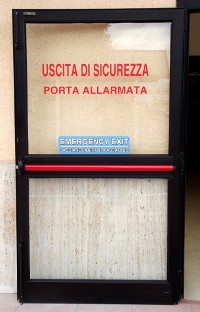 USCITA DI SICUREZZA
PORTA ALLARMATA
EMERGENCY EXIT